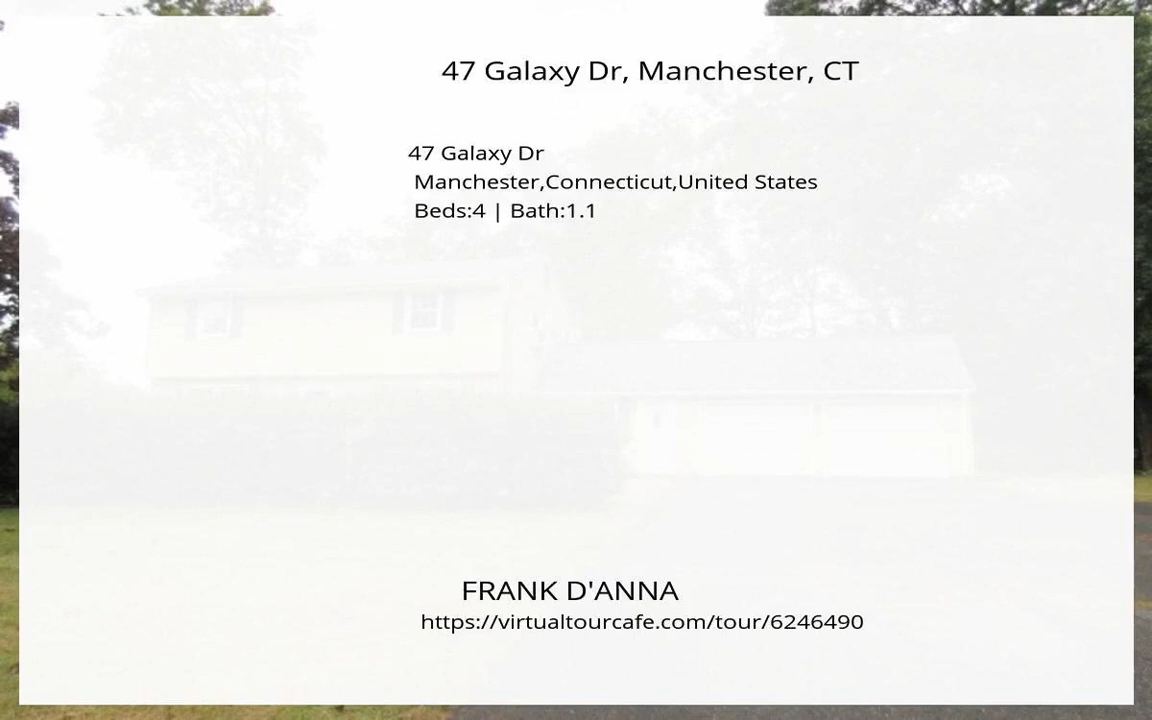 47 Galaxy Dr, Manchester, CT
47 Galaxy Dr
Manchester,Connecticut,United States
Beds:4 | Bath:1.1
FRANK D'ANNA
https://virtualtourcafe.com/tour/6246490